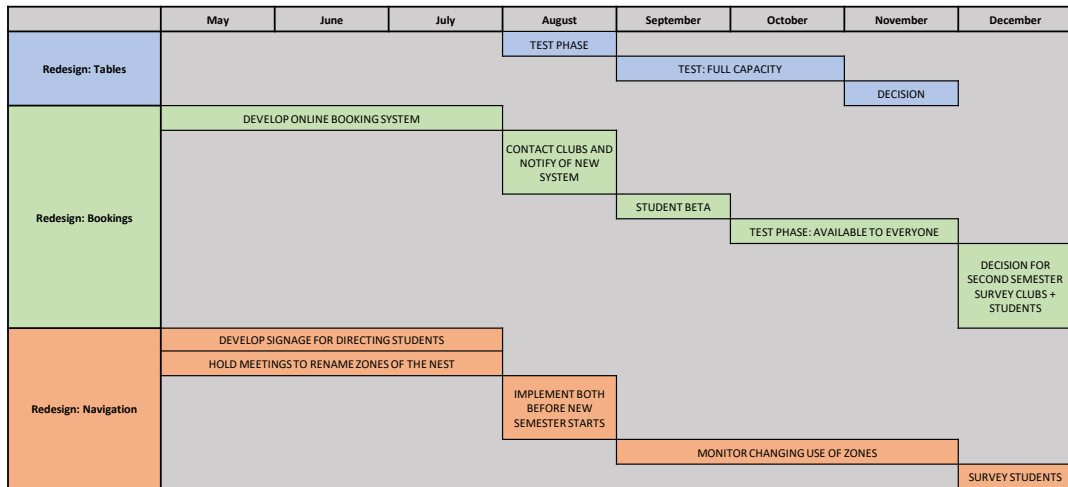 May June July August September October November December
Redesign: Tables
TEST PHASE
TEST: FULL CAPACITY
DECISION
Redesign: Bookings
DEVELOP ONLINE BOOKING SYSTEM
CONTACT CLUBS AND
NOTIFY OF NEW
SYSTEM
STUDENT BETA
TEST PHASE: AVAILABLE TO EVERYONE
DECISION FOR
SECOND SEMESTER
SURVEY CLUBS +
STUDENTS
Redesign: Navigation
DEVELOP SIGNAGE FOR DIRECTING STUDENTS
HOLD MEETINGS TO RENAME ZONES OF THE NEST
IMPLEMENT BOTH
BEFORE NEW
SEMESTER STARTS
MONITOR CHANGING USE OF ZONES
SURVEY STUDENTS